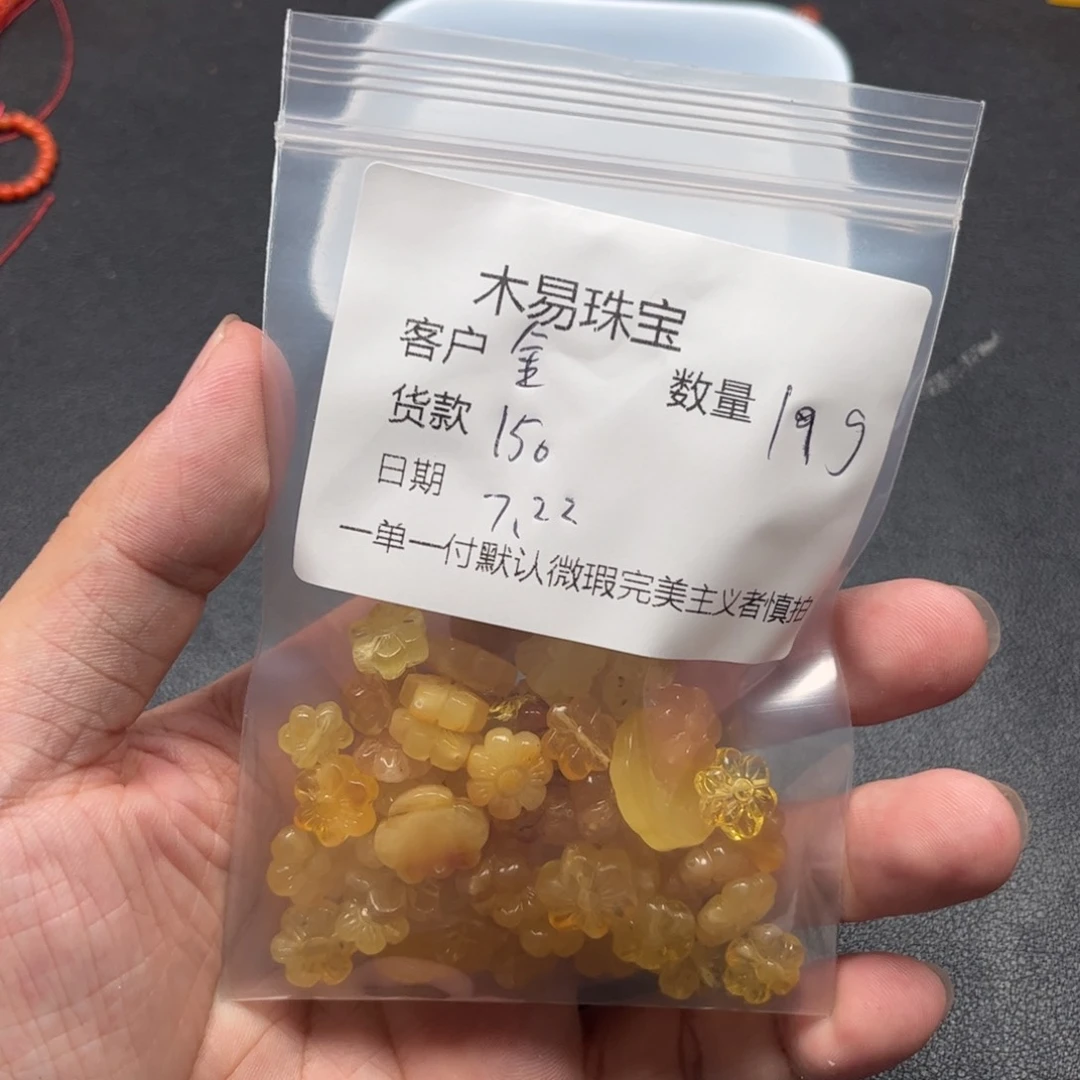 木易珠宝
客户 金 数量 19g
货款 150
日期 7.22
一单一付默认微瑕完美主义者慎拍